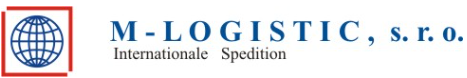 M-LOGISTIC, s. r. o.
Internationale Spedition